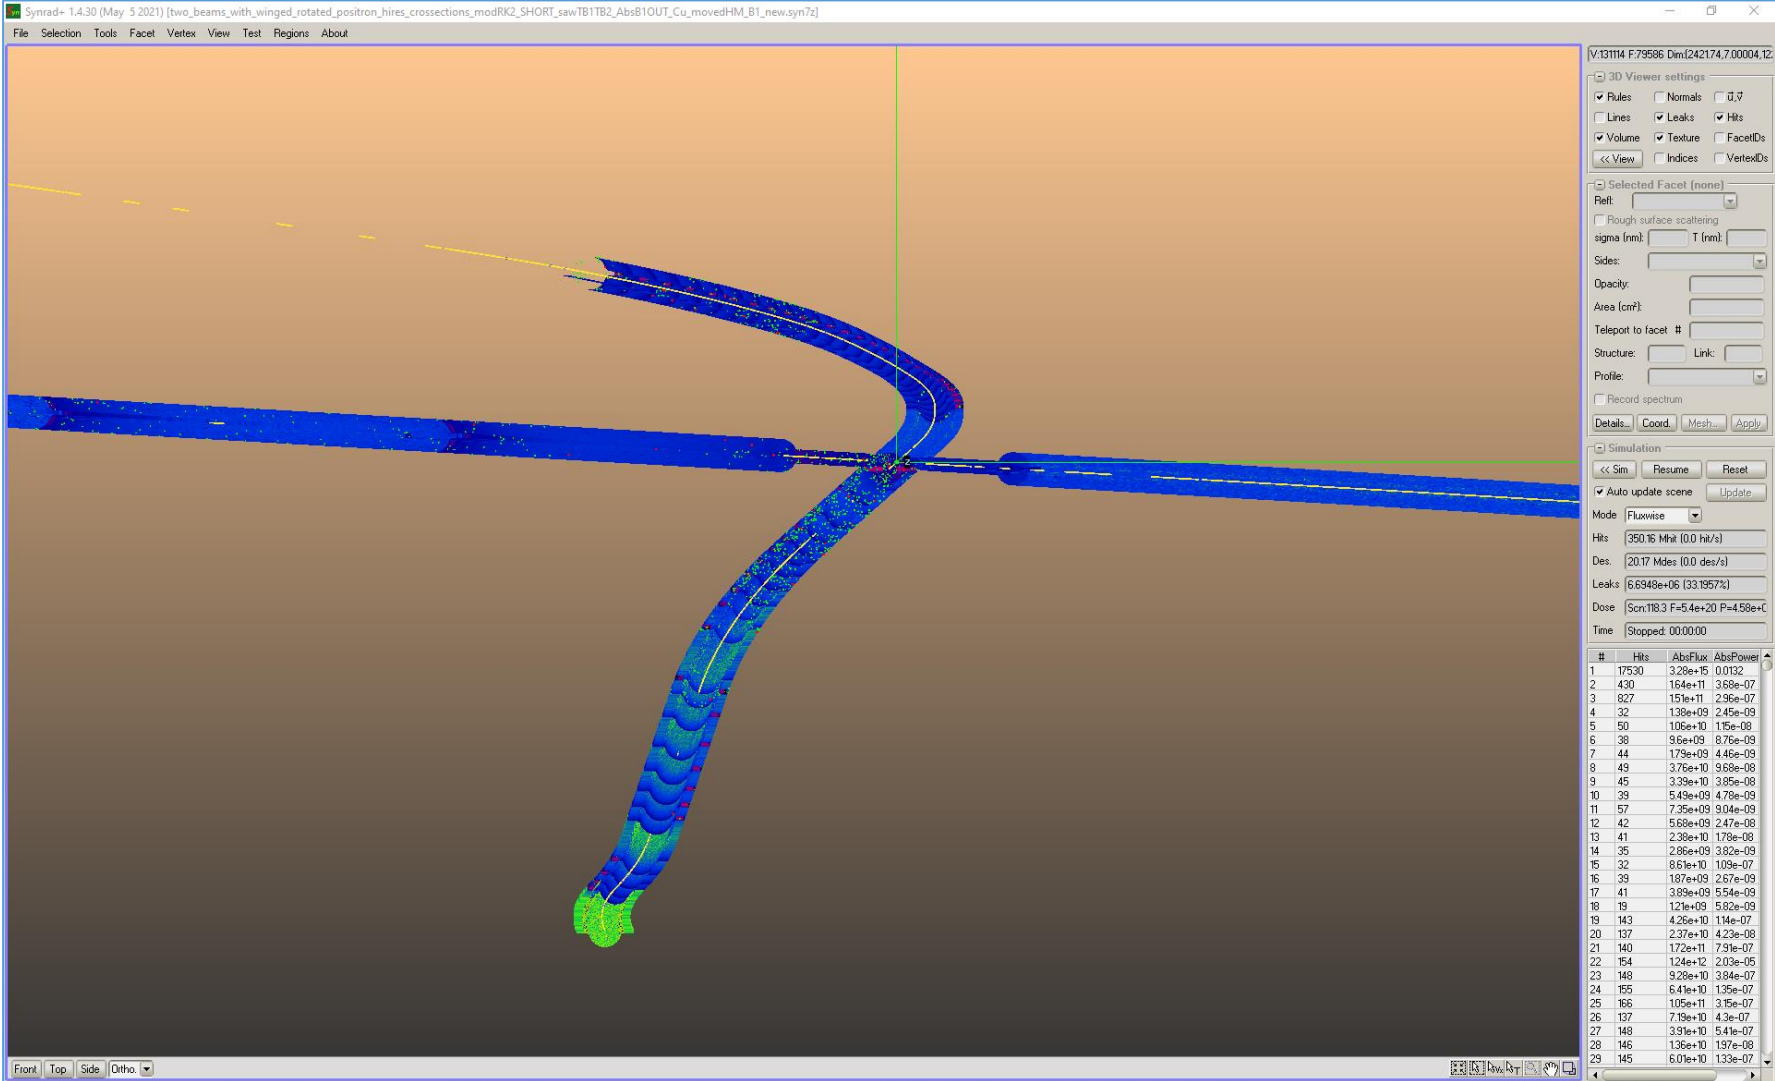 Synrad+ 1.4.30 (May 5 2021) [two_beams_with_winged_rotated_positron_hires_crossections_modRK2_SHORT_sawTB1TB2_AbsB1OUT_Cu_movedHM_B1_new.syn7z]
File Selection Tools Facet Vertex View Test Regions About
V:131114 F:79586 Dim:(2421.74,7.00004,12
3D Viewer settings
Rules Normals ū,v̄
Lines Leaks Hits
Volume Texture FacetIDs
<< View Indices VertexIDs
Selected Facet (none)
Refl:
Rough surface scattering
sigma (nm): T (nm):
Sides:
Opacity:
Area (cm²):
Teleport to facet #
Structure: Link:
Profile:
Record spectrum
Details... Coord. Mesh... Apply
Simulation
<< Sim Resume Reset
Auto update scene Update
Mode Fluxwise
Hits 350.16 Mhit (0.0 hit/s)
Des. 20.17 Mdes (0.0 des/s)
Leaks 6.6948e+06 (33.1957%)
Dose Scn:118.3 F=5.4e+20 P=4.58e+0
Time Stopped: 00:00:00
# Hits AbsFlux AbsPower
1 17530 3.28e+15 0.0132
2 430 1.64e+11 3.68e-07
3 827 1.51e+11 2.96e-07
4 32 1.38e+09 2.45e-09
5 50 1.06e+10 1.15e-08
6 38 9.6e+09 8.76e-09
7 44 1.79e+09 4.46e-09
8 49 3.76e+10 9.68e-08
9 45 3.39e+10 3.85e-08
10 39 5.49e+09 4.78e-09
11 57 7.35e+09 9.04e-09
12 42 5.68e+09 2.47e-08
13 41 2.38e+10 1.78e-08
14 35 2.86e+09 3.82e-09
15 32 8.61e+10 1.09e-07
16 39 1.87e+09 2.67e-09
17 41 3.89e+09 5.54e-09
18 19 1.21e+09 5.82e-09
19 143 4.26e+10 1.14e-07
20 137 2.37e+10 4.23e-08
21 140 1.72e+11 7.91e-07
22 154 1.24e+12 2.03e-05
23 148 9.28e+10 3.84e-07
24 155 6.41e+10 1.35e-07
25 166 1.05e+11 3.15e-07
26 137 7.19e+10 4.3e-07
27 148 3.91e+10 5.41e-07
28 146 1.36e+10 1.97e-08
29 145 6.01e+10 1.33e-07
Front Top Side Ortho.